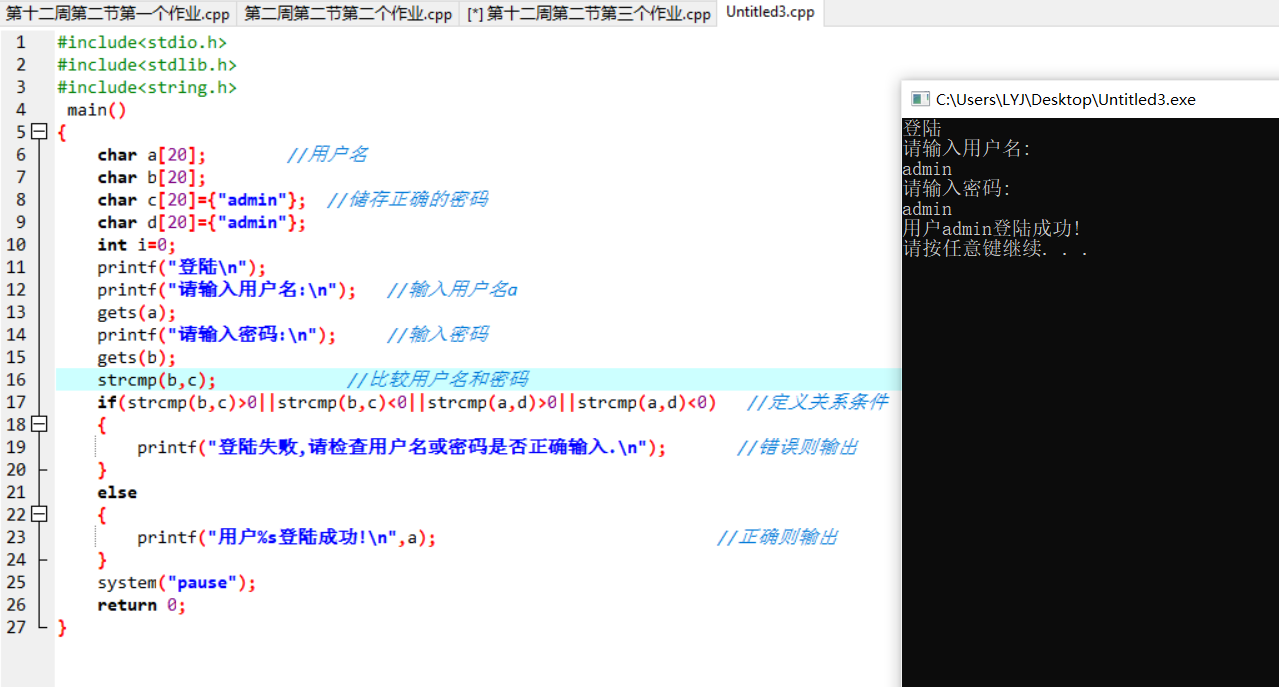 第十二周第二节第一个作业.cpp 第二周第二节第二个作业.cpp [*] 第十二周第二节第三个作业.cpp Untitled3.cpp
1 #include<stdio.h>
2 #include<stdlib.h>
3 #include<string.h>
4 main()
5 {
6 char a[20]; //用户名
7 char b[20];
8 char c[20]={"admin"}; //储存正确的密码
9 char d[20]={"admin"};
10 int i=0;
11 printf("登陆\n");
12 printf("请输入用户名:\n"); //输入用户名a
13 gets(a);
14 printf("请输入密码:\n"); //输入密码
15 gets(b);
16 strcmp(b,c); //比较用户名和密码
17 if(strcmp(b,c)>0||strcmp(b,c)<0||strcmp(a,d)>0||strcmp(a,d)<0) //定义关系条件
18 {
19 printf("登陆失败,请检查用户名或密码是否正确输入.\n"); //错误则输出
20 }
21 else
22 {
23 printf("用户%s登陆成功!\n",a); //正确则输出
24 }
25 system("pause");
26 return 0;
27 }
C:\Users\LYJ\Desktop\Untitled3.exe
登陆
请输入用户名:
admin
请输入密码:
admin
用户admin登陆成功!
请按任意键继续. . .